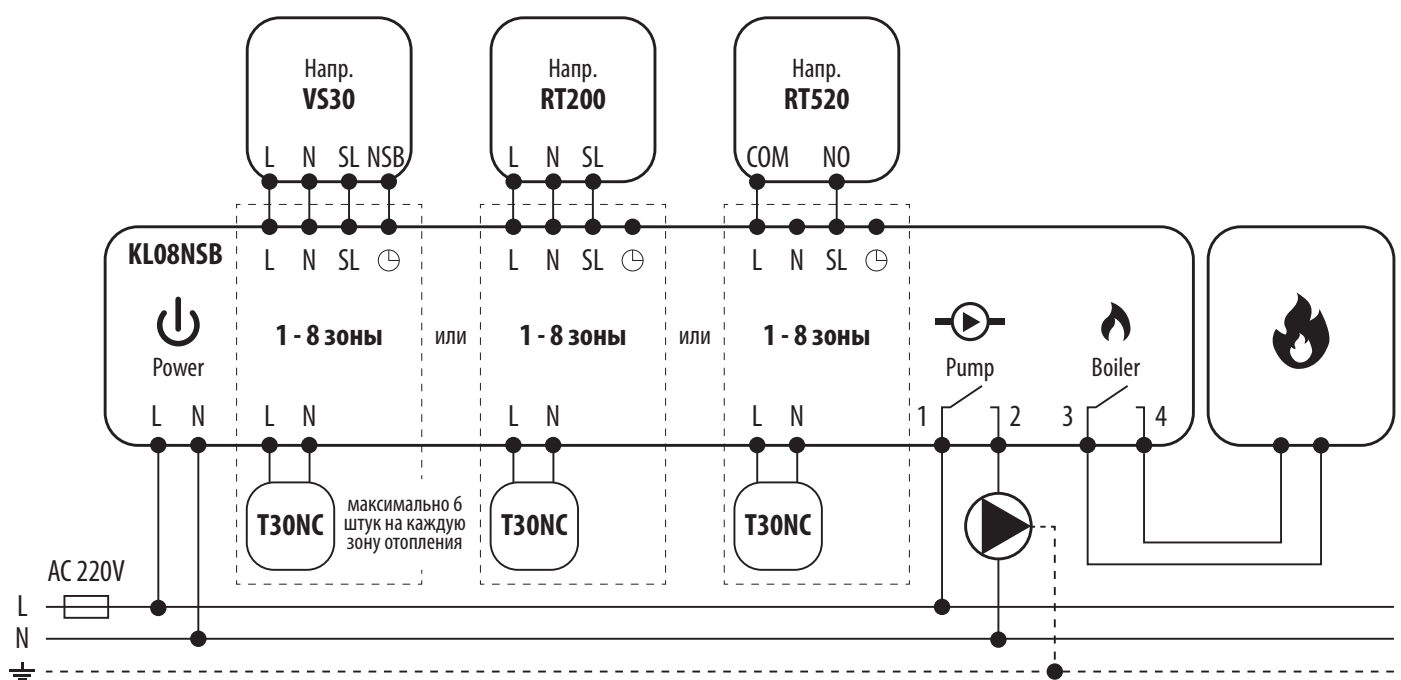 Напр.
VS30
Напр.
RT200
Напр.
RT520
L N SL NSB
L N SL
COM NO
KL08NSB
L N SL
L N SL
L N SL
Power
1 - 8 зоны
или
1 - 8 зоны
или
1 - 8 зоны
Pump
Boiler
L N
L N
L N
L N
1 2
3 4
T30NC
максимально 6
штук на каждую
зону отопления
T30NC
T30NC
AC 220V
L
N